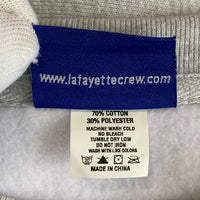 www.lafayettecrew.com
70% COTTON
30% POLYESTER
MACHINE WASH COLD
NO BLEACH
TUMBLE DRY LOW
DO NOT IRON
WASH WITH LIKE COLORS
MADE IN CHINA